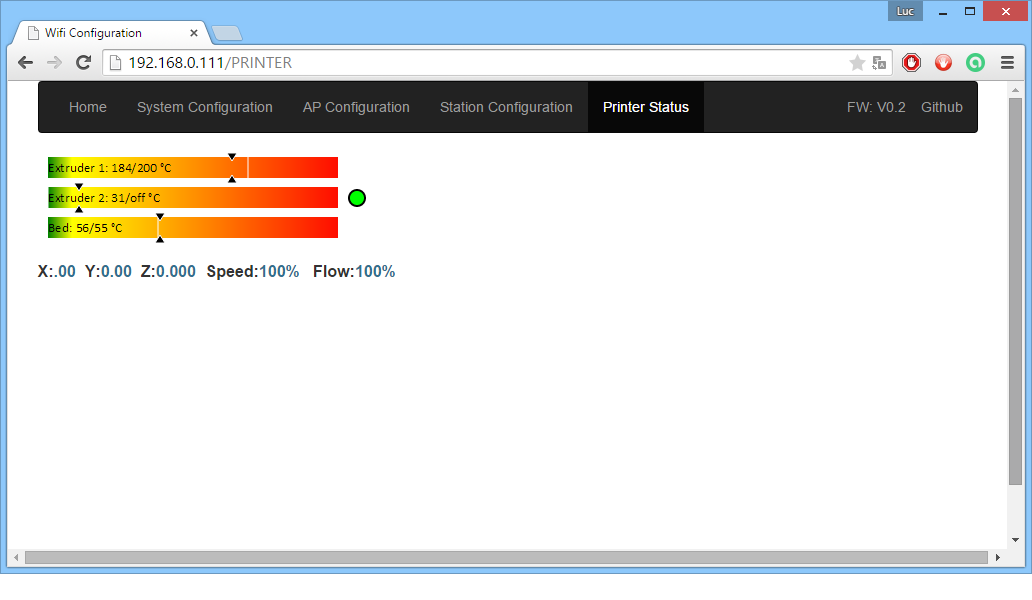 Luc
Wifi Configuration
192.168.0.111/PRINTER
Home System Configuration AP Configuration Station Configuration Printer Status FW: V0.2 Github
Extruder 1: 184/200 °C
Extruder 2: 31/off °C
Bed: 56/55 °C
X:.00 Y:0.00 Z:0.000 Speed:100% Flow:100%